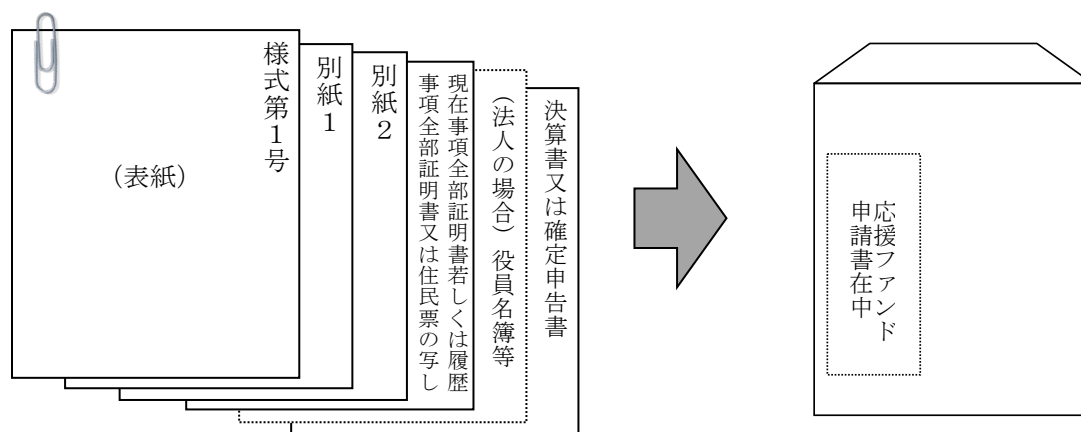 様式第1号
（表紙）
別紙1
別紙2
現在事項全部証明書若しくは履歴
事項全部証明書又は住民票の写し
（法人の場合）役員名簿等
決算書又は確定申告書
応援ファンド
申請書在中